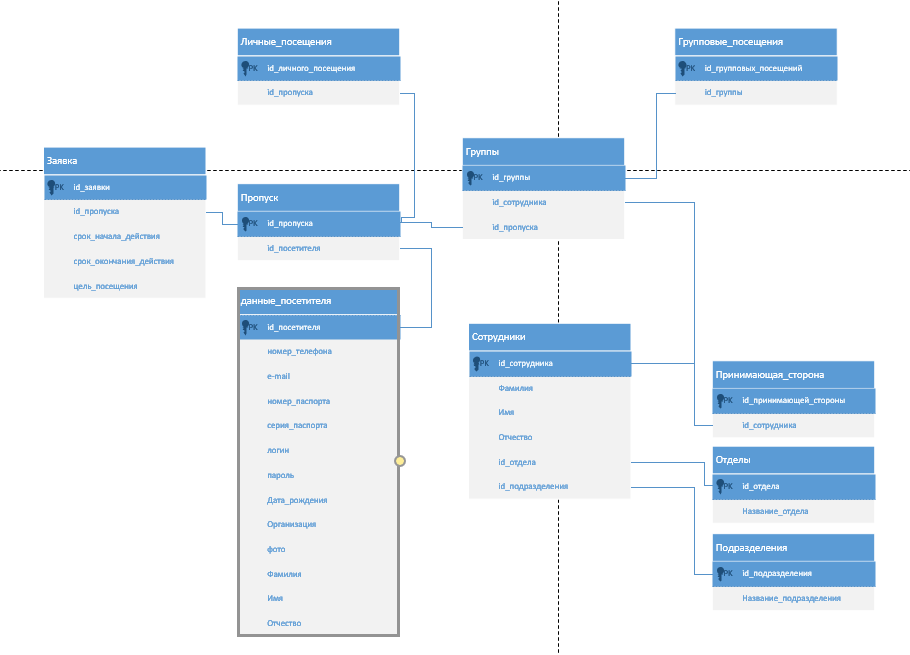 Личные_посещения
PK id_личного_посещения
id_пропуска
Групповые_посещения
PK id_групповых_посещений
id_группы
Заявка
PK id_заявки
id_пропуска
срок_начала_действия
срок_окончания_действия
цель_посещения
Пропуск
PK id_пропуска
id_посетителя
Группы
PK id_группы
id_сотрудника
id_пропуска
данные_посетителя
PK id_посетителя
номер_телефона
e-mail
номер_паспорта
серия_паспорта
логин
пароль
Дата_рождения
Организация
фото
Фамилия
Имя
Отчество
Сотрудники
PK id_сотрудника
Фамилия
Имя
Отчество
id_отдела
id_подразделения
Принимающая_сторона
PK id_принимающей_стороны
id_сотрудника
Отделы
PK id_отдела
Название_отдела
Подразделения
PK id_подразделения
Название_подразделения